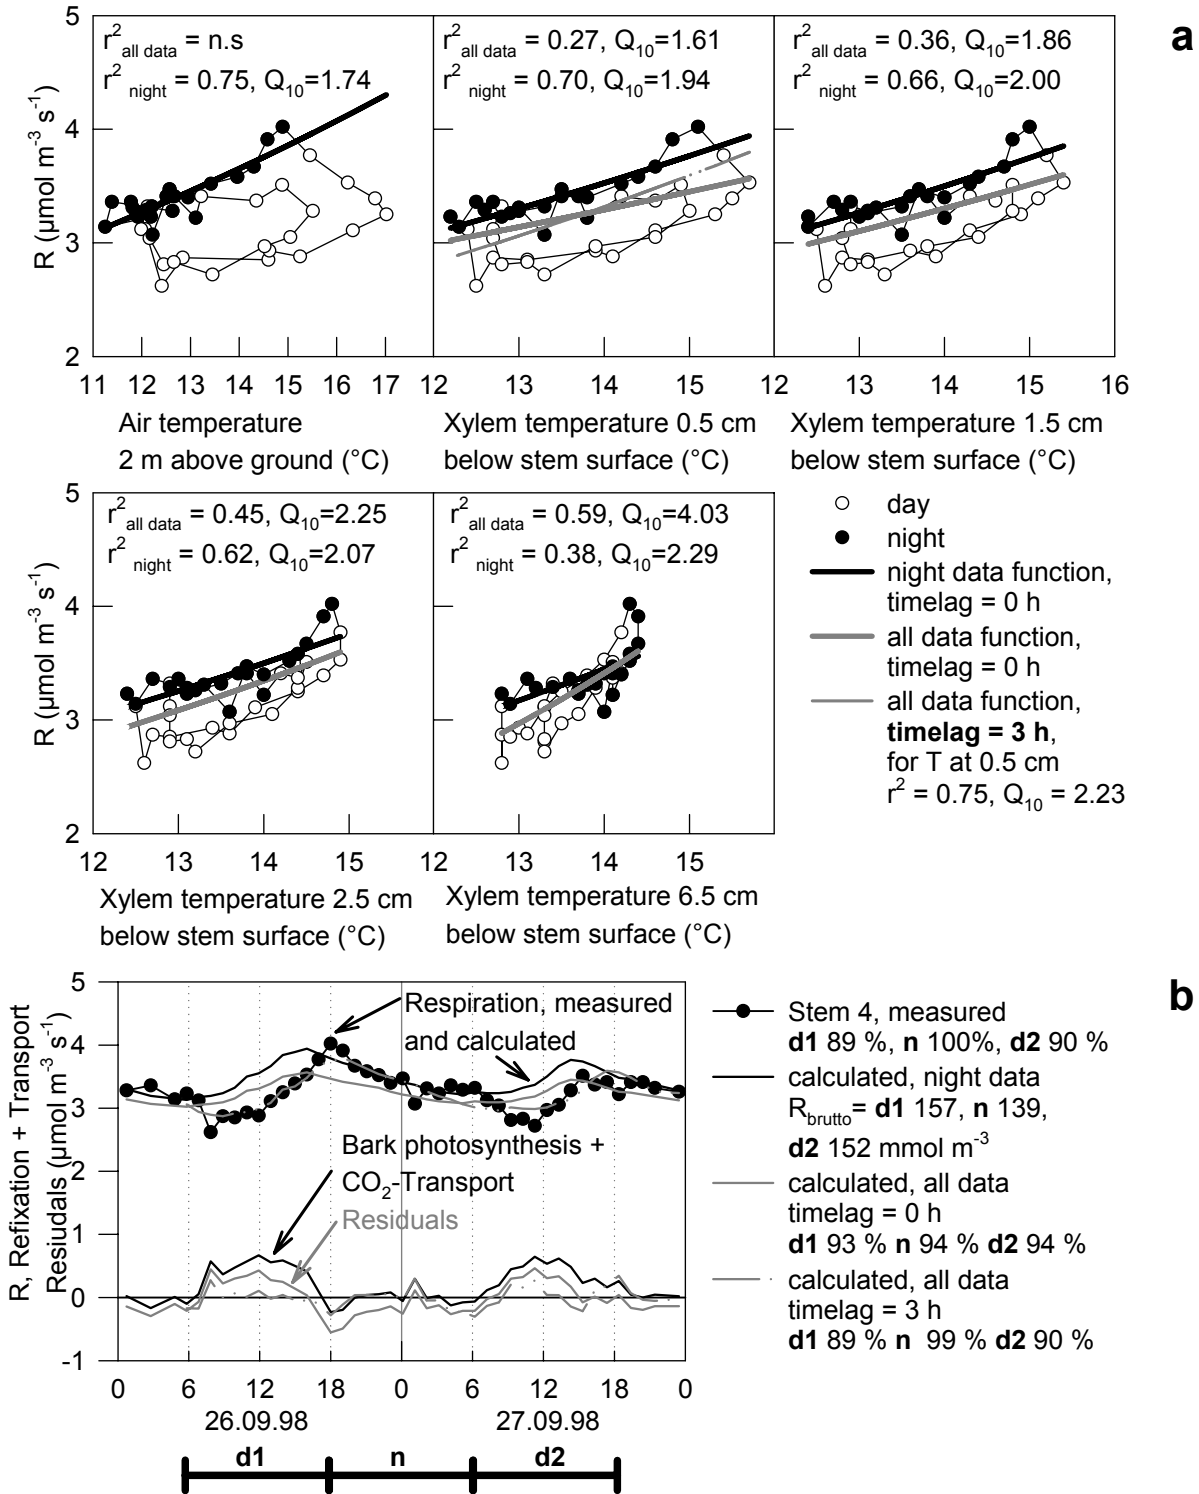 a
5
4
3
2
R (μmol m-3 s-1)
r2 all data = n.s
r2 night = 0.75, Q10=1.74
r2 all data = 0.27, Q10=1.61
r2 night = 0.70, Q10=1.94
r2 all data = 0.36, Q10=1.86
r2 night = 0.66, Q10=2.00
11 12 13 14 15 16 17 12 13 14 15 12 13 14 15 16
Air temperature
2 m above ground (°C)
Xylem temperature 0.5 cm
below stem surface (°C)
Xylem temperature 1.5 cm
below stem surface (°C)
5
4
3
2
R (μmol m-3 s-1)
r2 all data = 0.45, Q10=2.25
r2 night = 0.62, Q10=2.07
r2 all data = 0.59, Q10=4.03
r2 night = 0.38, Q10=2.29
12 13 14 15 12 13 14 15
Xylem temperature 2.5 cm
below stem surface (°C)
Xylem temperature 6.5 cm
below stem surface (°C)
day
night
night data function,
timelag = 0 h
all data function,
timelag = 0 h
all data function,
timelag = 3 h,
for T at 0.5 cm
r2 = 0.75, Q10 = 2.23
b
5
4
3
2
1
0
-1
R, Refixation + Transport
Resiudals (μmol m-3 s-1)
Respiration, measured
and calculated
Bark photosynthesis +
CO2-Transport
Residuals
0 6 12 18 0 6 12 18 0
26.09.98 27.09.98
d1 n d2
Stem 4, measured
d1 89 %, n 100%, d2 90 %
calculated, night data
Rbrutto= d1 157, n 139,
d2 152 mmol m-3
calculated, all data
timelag = 0 h
d1 93 % n 94 % d2 94 %
calculated, all data
timelag = 3 h
d1 89 % n 99 % d2 90 %